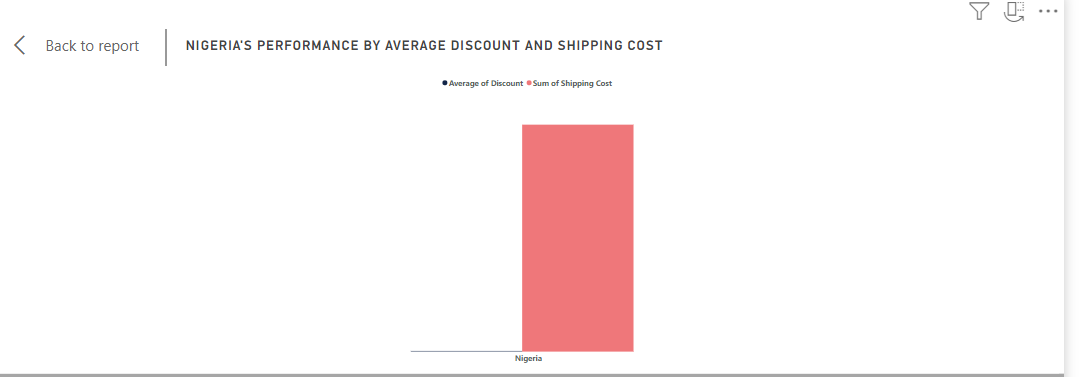 Back to report
NIGERIA'S PERFORMANCE BY AVERAGE DISCOUNT AND SHIPPING COST
Average of Discount Sum of Shipping Cost
Nigeria